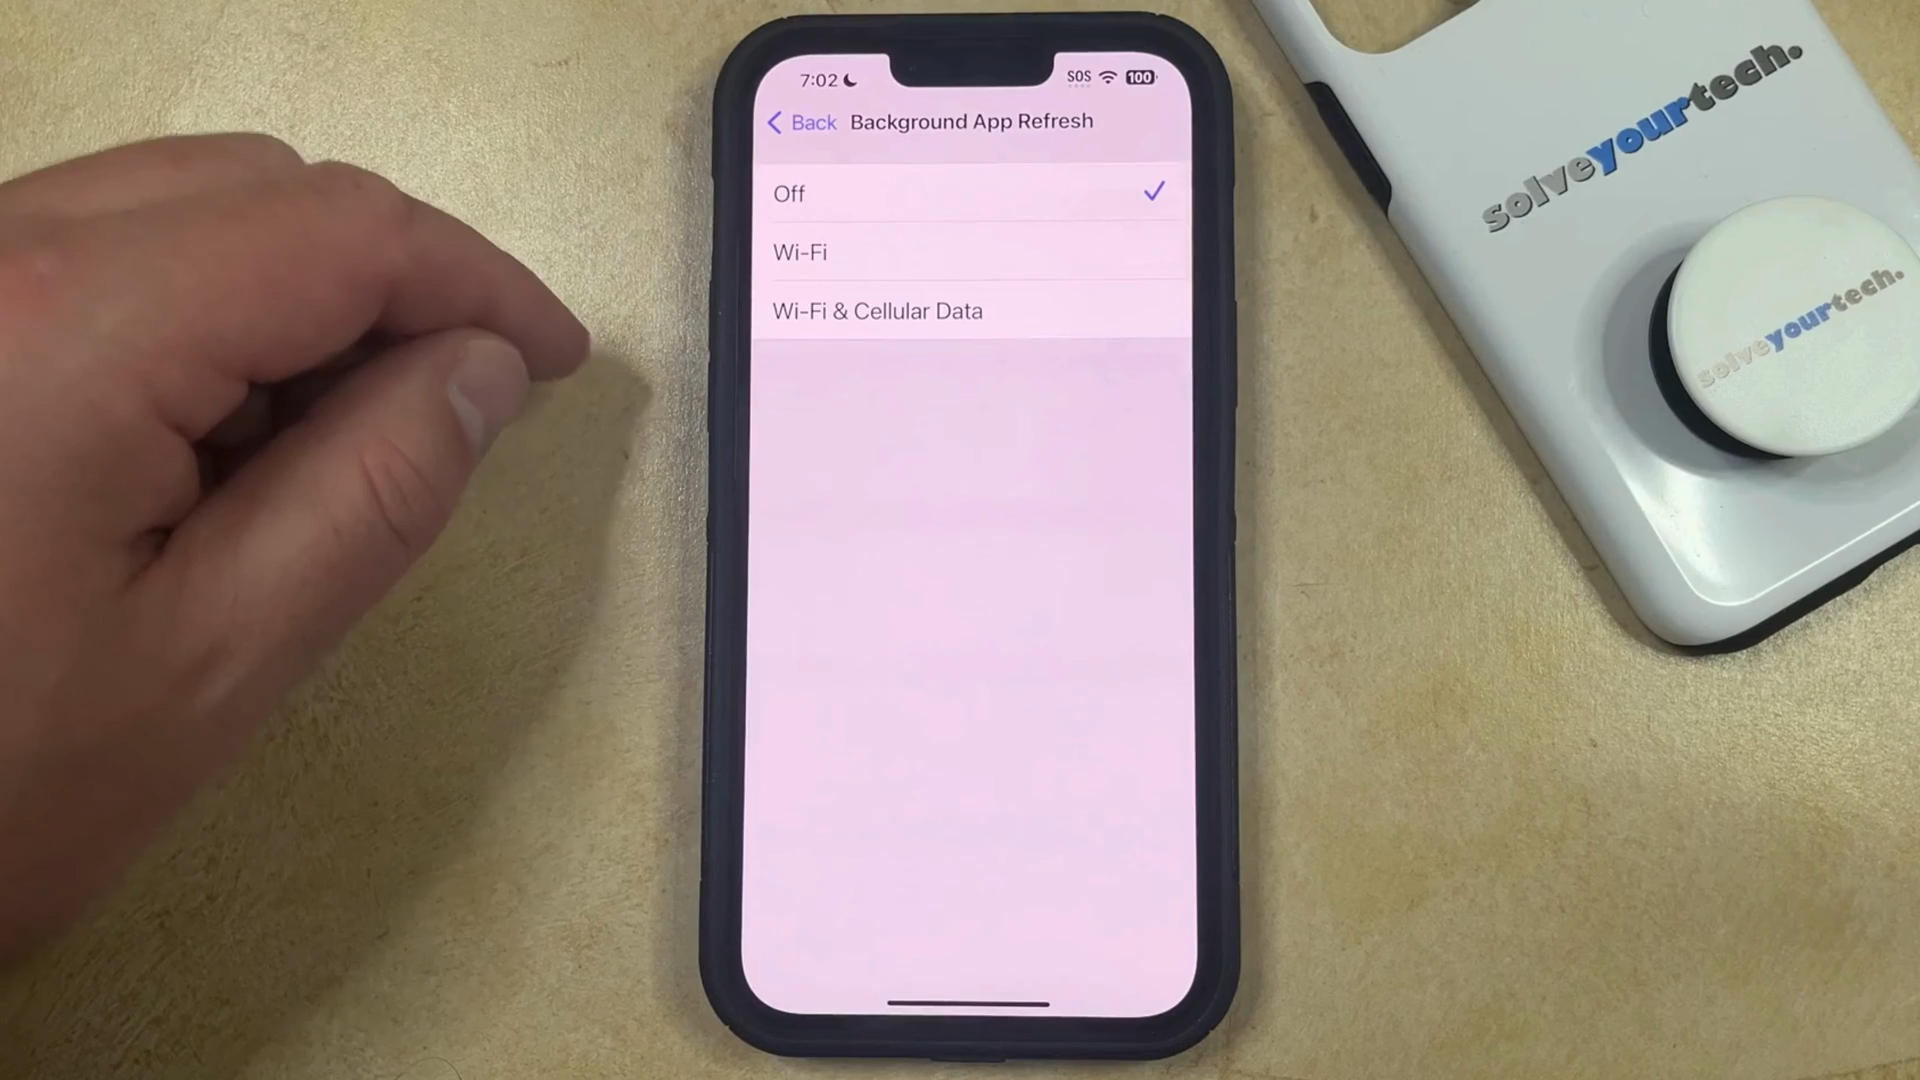 7:02 SOS 100
Back Background App Refresh
Off
Wi-Fi
Wi-Fi & Cellular Data
solveyourtech.
solveyourtech.